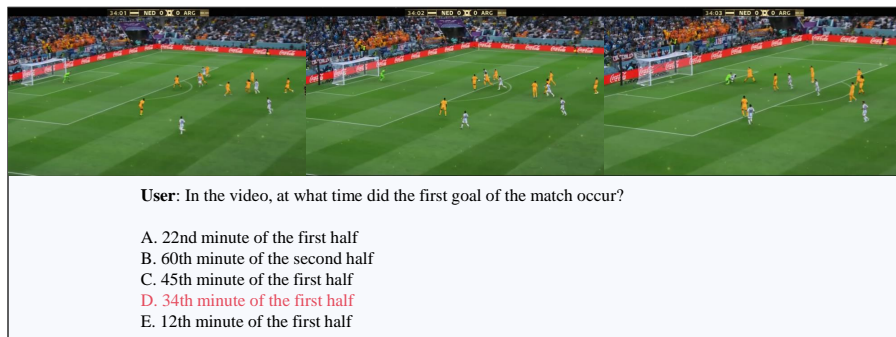 34:01 NED 0 0 ARG
34:02 NED 0 0 ARG
34:03 NED 0 0 ARG
User: In the video, at what time did the first goal of the match occur?
A. 22nd minute of the first half
B. 60th minute of the second half
C. 45th minute of the first half
D. 34th minute of the first half
E. 12th minute of the first half